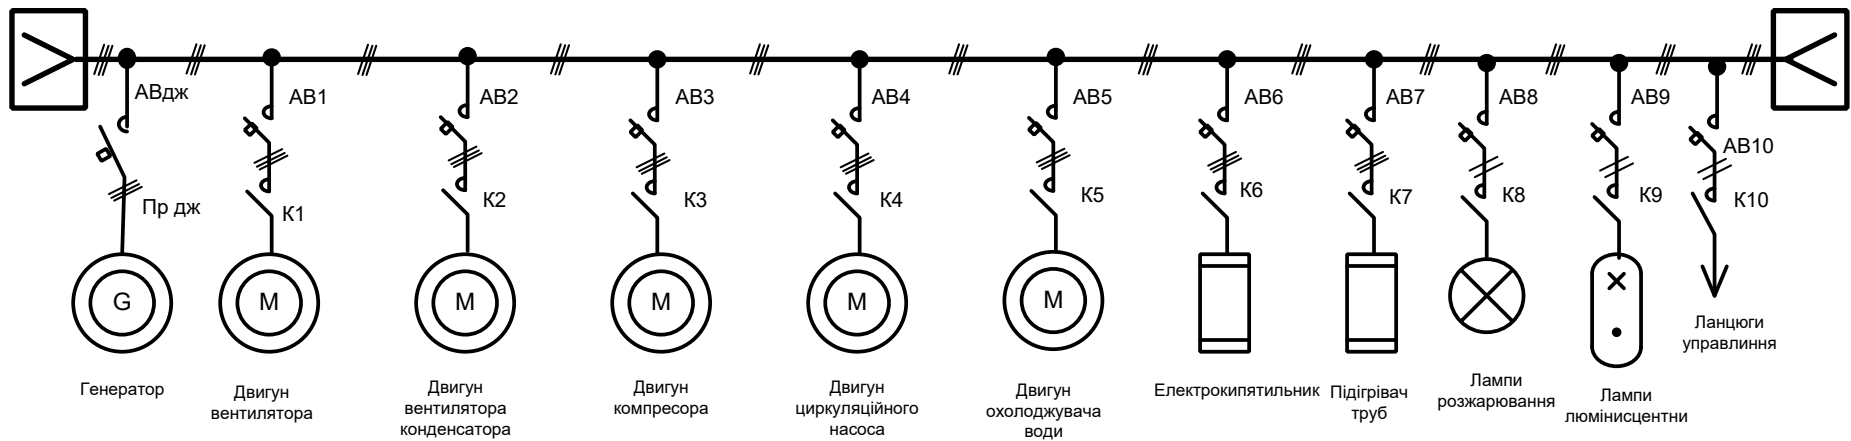 АВдж
АВ1
АВ2
АВ3
АВ4
АВ5
АВ6
АВ7
АВ8
АВ9
АВ10
Пр дж
К1
К2
К3
К4
К5
К6
К7
К8
К9
К10
G
M
M
M
M
M
Генератор
Двигун
вентилятора
Двигун
вентилятора
конденсатора
Двигун
компресора
Двигун
циркуляційного
насоса
Двигун
охолоджувача
води
Електрокипятильник
Підігрівач
труб
Лампи
розжарювання
Лампи
люмінисцентни
Ланцюги
управлиння